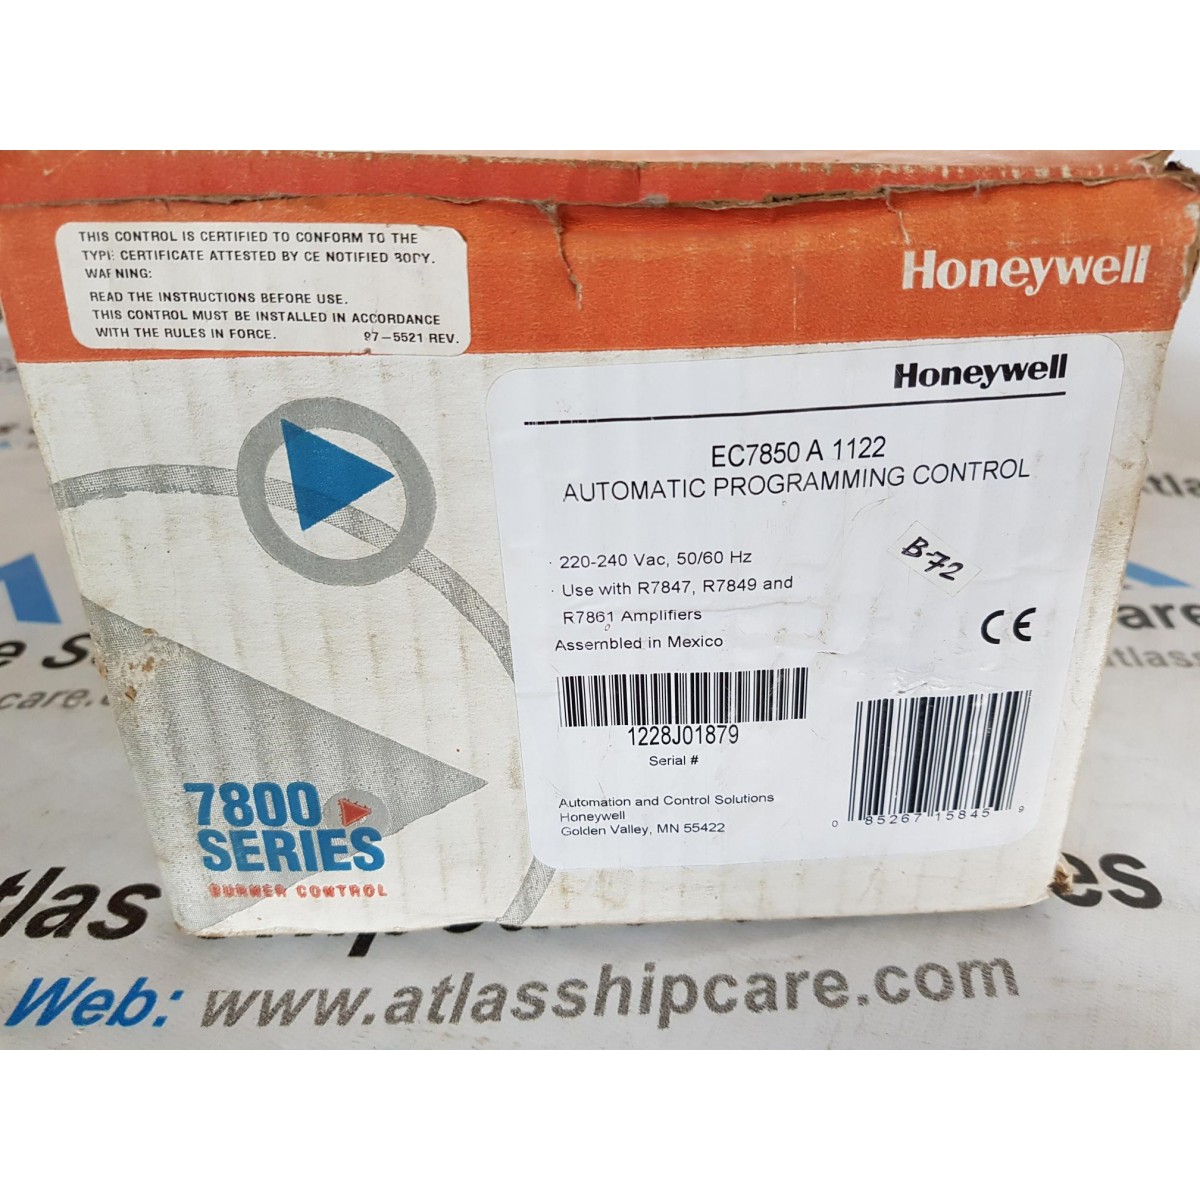 THIS CONTROL IS CERTIFIED TO CONFORM TO THE
TYPE CERTIFICATE ATTESTED BY CE NOTIFIED BODY.
WARNING:
READ THE INSTRUCTIONS BEFORE USE.
THIS CONTROL MUST BE INSTALLED IN ACCORDANCE
WITH THE RULES IN FORCE.
97-5521 REV.
Honeywell
Honeywell
EC7850 A 1122
AUTOMATIC PROGRAMMING CONTROL
· 220-240 Vac, 50/60 Hz
· Use with R7847, R7849 and
R7861 Amplifiers
Assembled in Mexico
B-72
CE
1228J01879
Serial #
Automation and Control Solutions
Honeywell
Golden Valley, MN 55422
0 85267 15845 9
7800
SERIES
BURNER CONTROL
Web: www.atlasshipcare.com